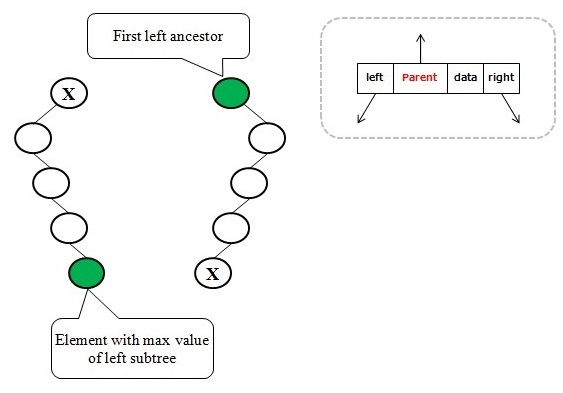 First left ancestor
left Parent data right
X
X
Element with max value
of left subtree